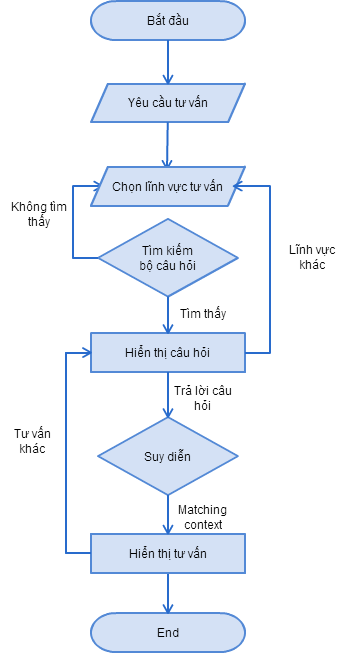 Bắt đầu
Yêu cầu tư vấn
Chọn lĩnh vực tư vấn
Không tìm
thấy
Tìm kiếm
bộ câu hỏi
Lĩnh vực
khác
Tìm thấy
Hiển thị câu hỏi
Trả lời câu
hỏi
Tư vấn
khác
Suy diễn
Matching
context
Hiển thị tư vấn
End